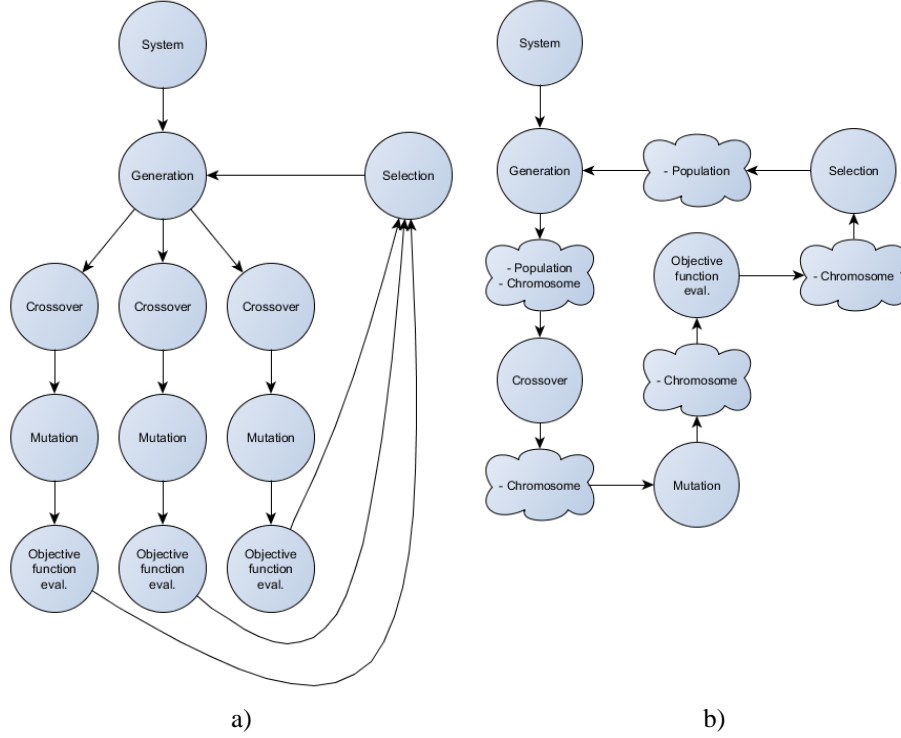 System
Generation
Selection
Crossover
Crossover
Crossover
Mutation
Mutation
Mutation
Objective
function
eval.
Objective
function
eval.
Objective
function
eval.
a)
System
Generation
- Population
Selection
- Population
- Chromosome
Objective
function
eval.
- Chromosome
Crossover
- Chromosome
- Chromosome
Mutation
b)